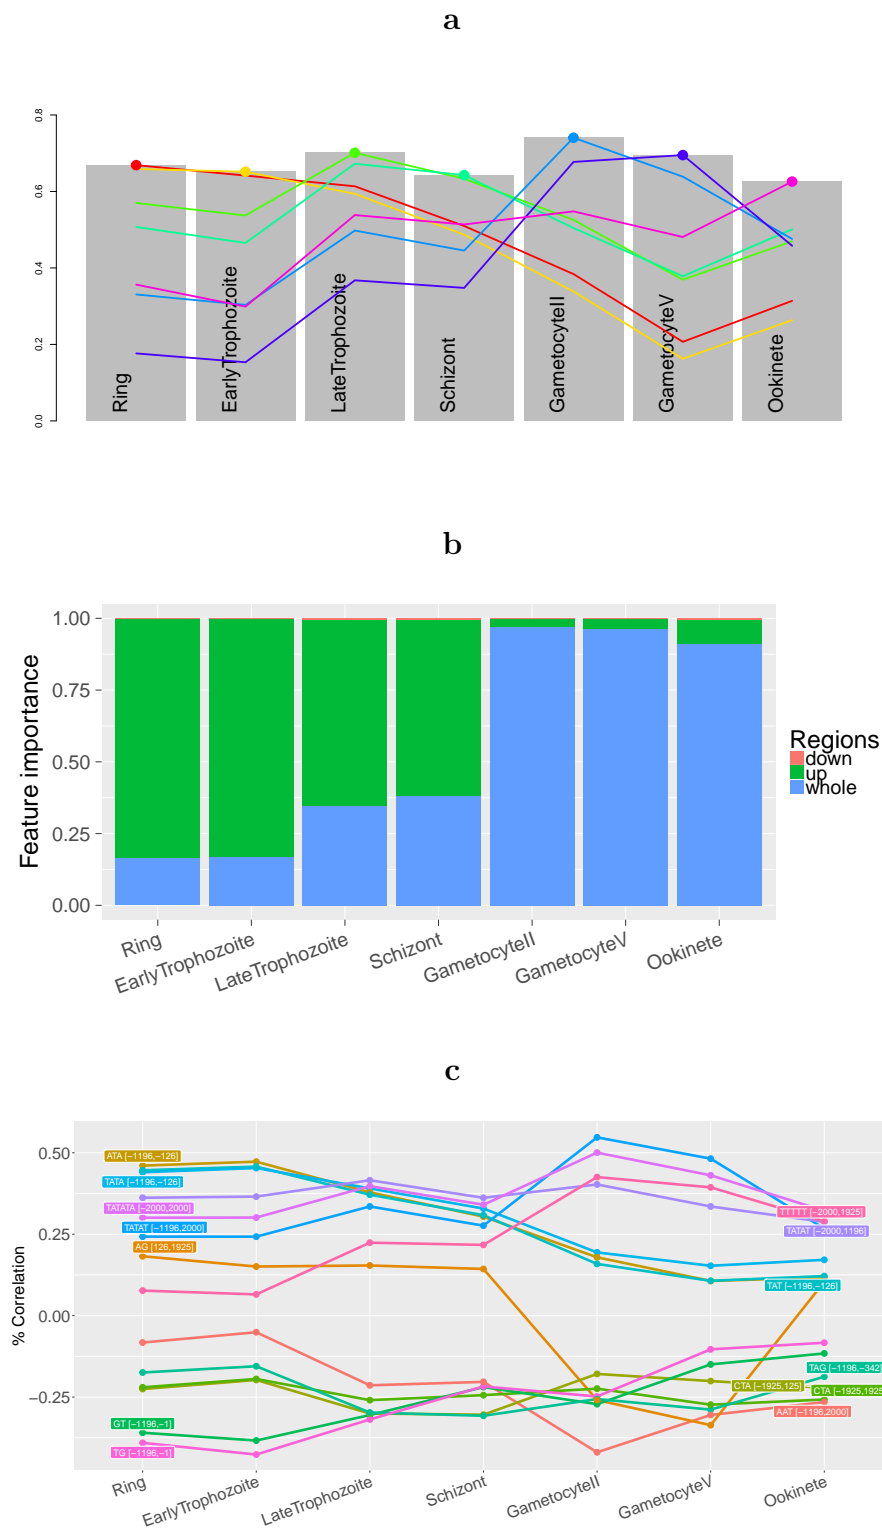 a
0.8
0.6
0.4
0.2
0.0
Ring
EarlyTrophozoite
LateTrophozoite
Schizont
GametocyteII
GametocyteV
Ookinete
b
Feature importance
1.00
0.75
0.50
0.25
0.00
Ring
EarlyTrophozoite
LateTrophozoite
Schizont
GametocyteII
GametocyteV
Ookinete
Regions
down
up
whole
c
% Correlation
0.50
0.25
0.00
−0.25
ATA [−1196,−126]
TATA [−1196,−126]
TATATA [−2000,2000]
TATAT [−1196,2000]
AG [126,1925]
GT [−1196,−1]
TG [−1196,−1]
TTTTT [−2000,1925]
TATAT [−2000,1196]
TAT [−1196,−126]
TAG [−1196,−342]
CTA [−1925,125]
CTA [−1925,1925]
AAT [−1196,2000]
Ring
EarlyTrophozoite
LateTrophozoite
Schizont
GametocyteII
GametocyteV
Ookinete